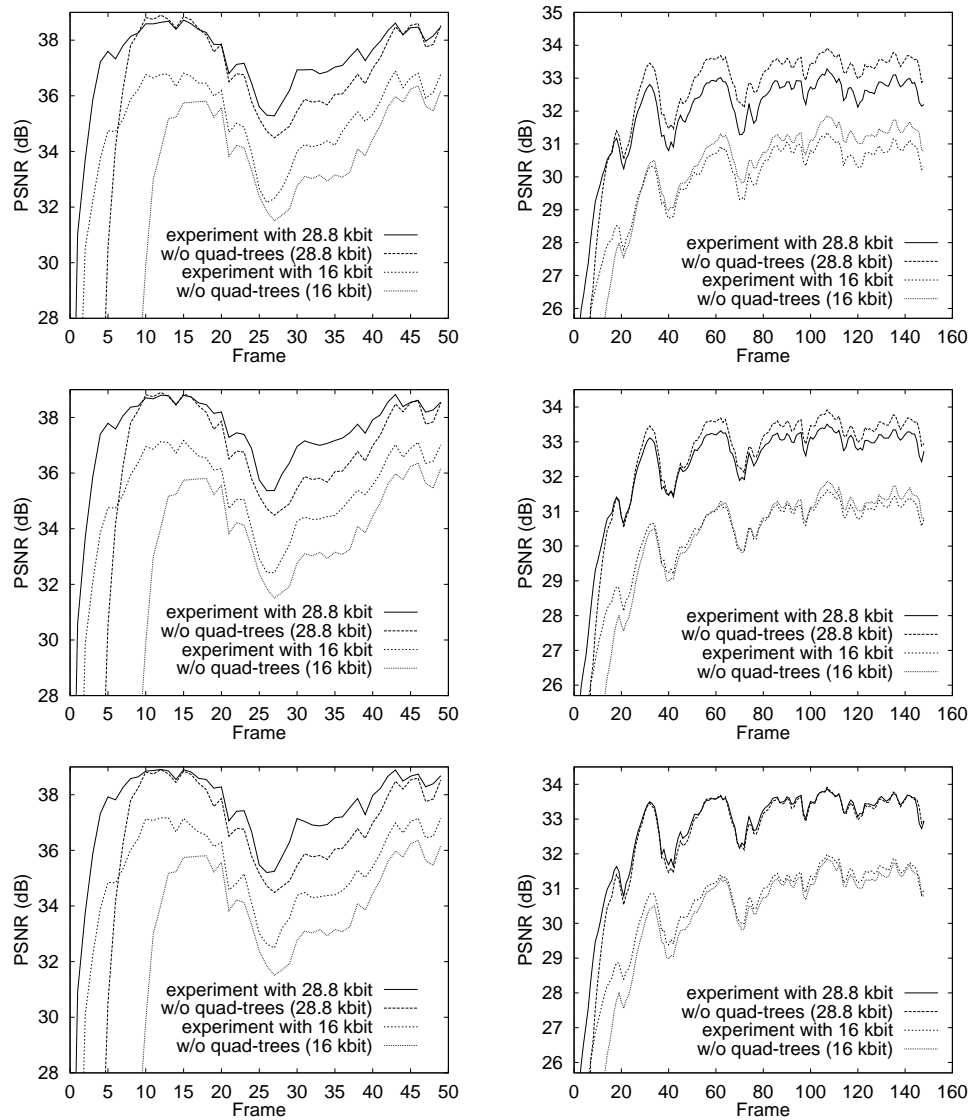 PSNR (dB)
38
36
34
32
30
28
experiment with 28.8 kbit
w/o quad-trees (28.8 kbit)
experiment with 16 kbit
w/o quad-trees (16 kbit)
0 5 10 15 20 25 30 35 40 45 50
Frame
PSNR (dB)
35
34
33
32
31
30
29
28
27
26
experiment with 28.8 kbit
w/o quad-trees (28.8 kbit)
experiment with 16 kbit
w/o quad-trees (16 kbit)
0 20 40 60 80 100 120 140 160
Frame
PSNR (dB)
38
36
34
32
30
28
experiment with 28.8 kbit
w/o quad-trees (28.8 kbit)
experiment with 16 kbit
w/o quad-trees (16 kbit)
0 5 10 15 20 25 30 35 40 45 50
Frame
PSNR (dB)
34
33
32
31
30
29
28
27
26
experiment with 28.8 kbit
w/o quad-trees (28.8 kbit)
experiment with 16 kbit
w/o quad-trees (16 kbit)
0 20 40 60 80 100 120 140 160
Frame
PSNR (dB)
38
36
34
32
30
28
experiment with 28.8 kbit
w/o quad-trees (28.8 kbit)
experiment with 16 kbit
w/o quad-trees (16 kbit)
0 5 10 15 20 25 30 35 40 45 50
Frame
PSNR (dB)
34
33
32
31
30
29
28
27
26
experiment with 28.8 kbit
w/o quad-trees (28.8 kbit)
experiment with 16 kbit
w/o quad-trees (16 kbit)
0 20 40 60 80 100 120 140 160
Frame